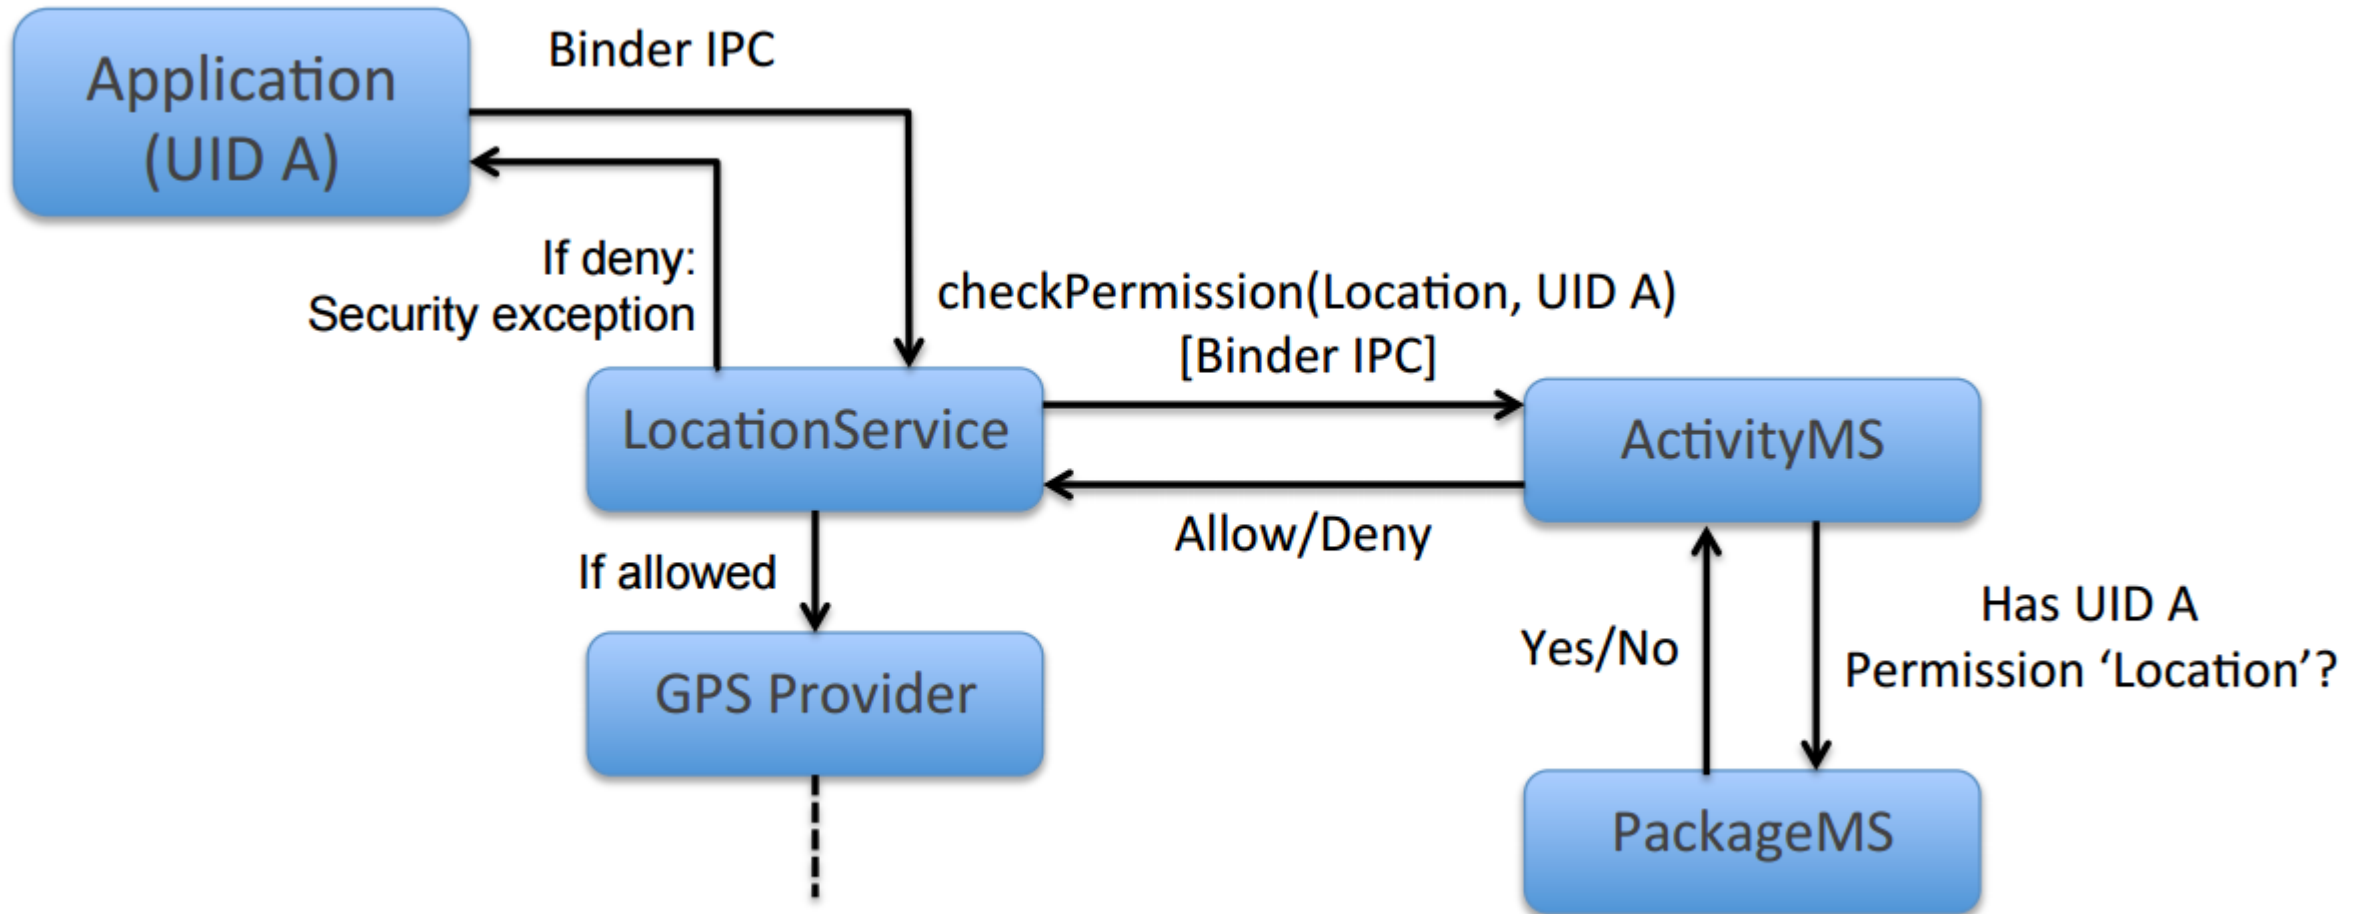 Application
(UID A)
Binder IPC
If deny:
Security exception
checkPermission(Location, UID A)
[Binder IPC]
LocationService
ActivityMS
Allow/Deny
If allowed
Has UID A
Permission ‘Location’?
Yes/No
GPS Provider
PackageMS